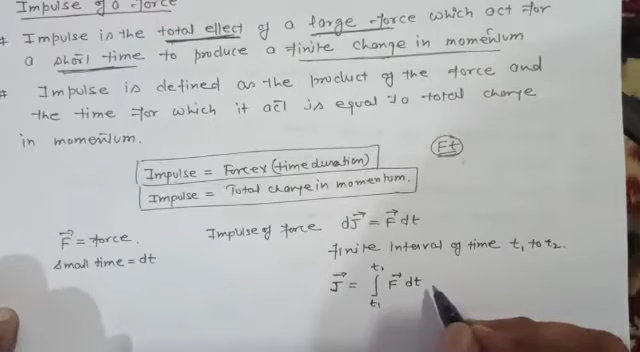 Impulse of a force
# Impulse is the total effect of a large force which act for
a short time to produce a finite change in momentum
# Impulse is defined as the product of the force and
the time for which it act is equal to total change
in momentum.
Ft
Impulse = Force x (time duration)
Impulse = Total change in momentum.
F⃗ = force. Impulse of force dJ⃗ = F⃗ dt
small time = dt finite Interval of time t₁ to t₂.
J⃗ = ∫ₜ₁ᵗ² F⃗ dt